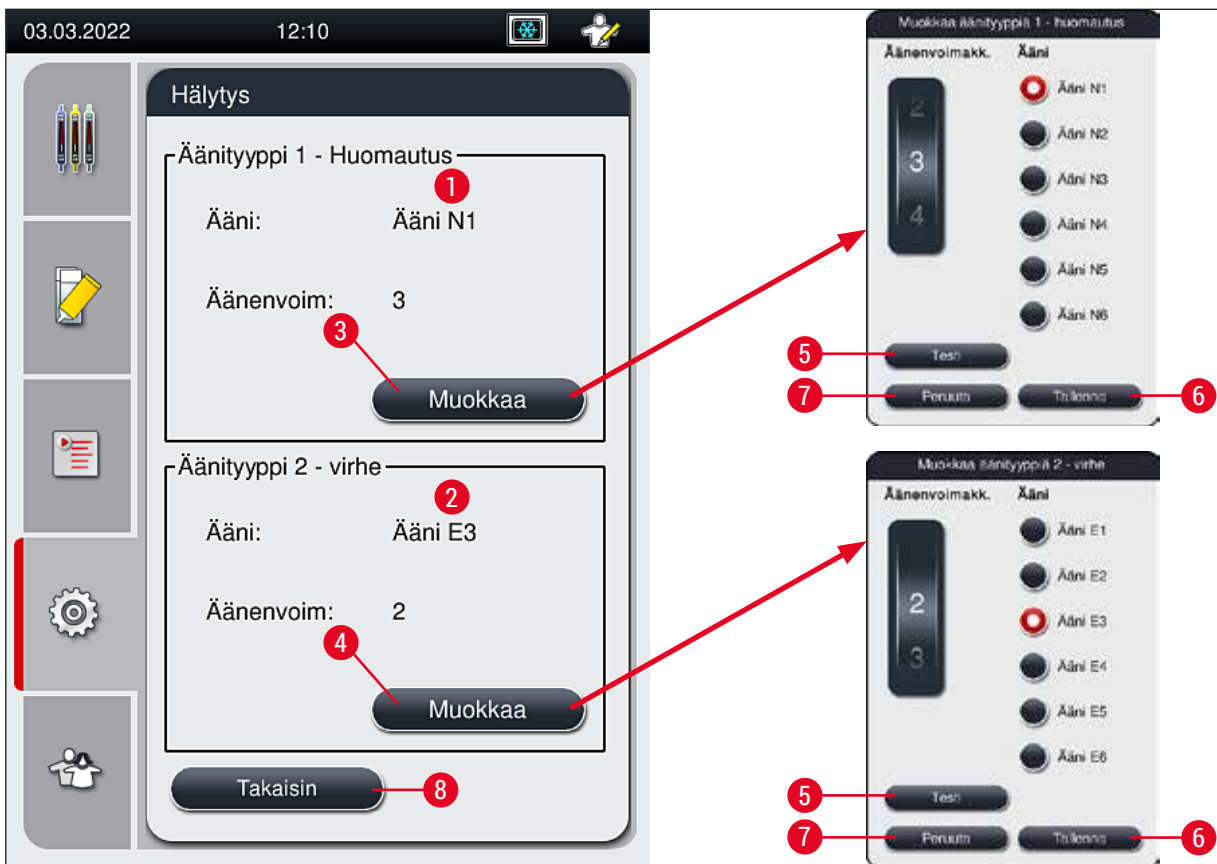 03.03.2022 12:10
Hälytys
Äänityyppi 1 - Huomautus
1
Ääni: Ääni N1
Äänenvoim: 3
3
Muokkaa
Äänityyppi 2 - virhe
2
Ääni: Ääni E3
Äänenvoim: 2
4
Muokkaa
Takaisin
8
Muokkaa äänityyppiä 1 - huomautus
Äänenvoimakk. Ääni
2
3
4
Ääni N1
Ääni N2
Ääni N3
Ääni N4
Ääni N5
Ääni N6
5 Testi
7 Peruuta Tallenna 6
Muokkaa äänityyppiä 2 - virhe
Äänenvoimakk. Ääni
2
3
Ääni E1
Ääni E2
Ääni E3
Ääni E4
Ääni E5
Ääni E6
5 Testi
7 Peruuta Tallenna 6